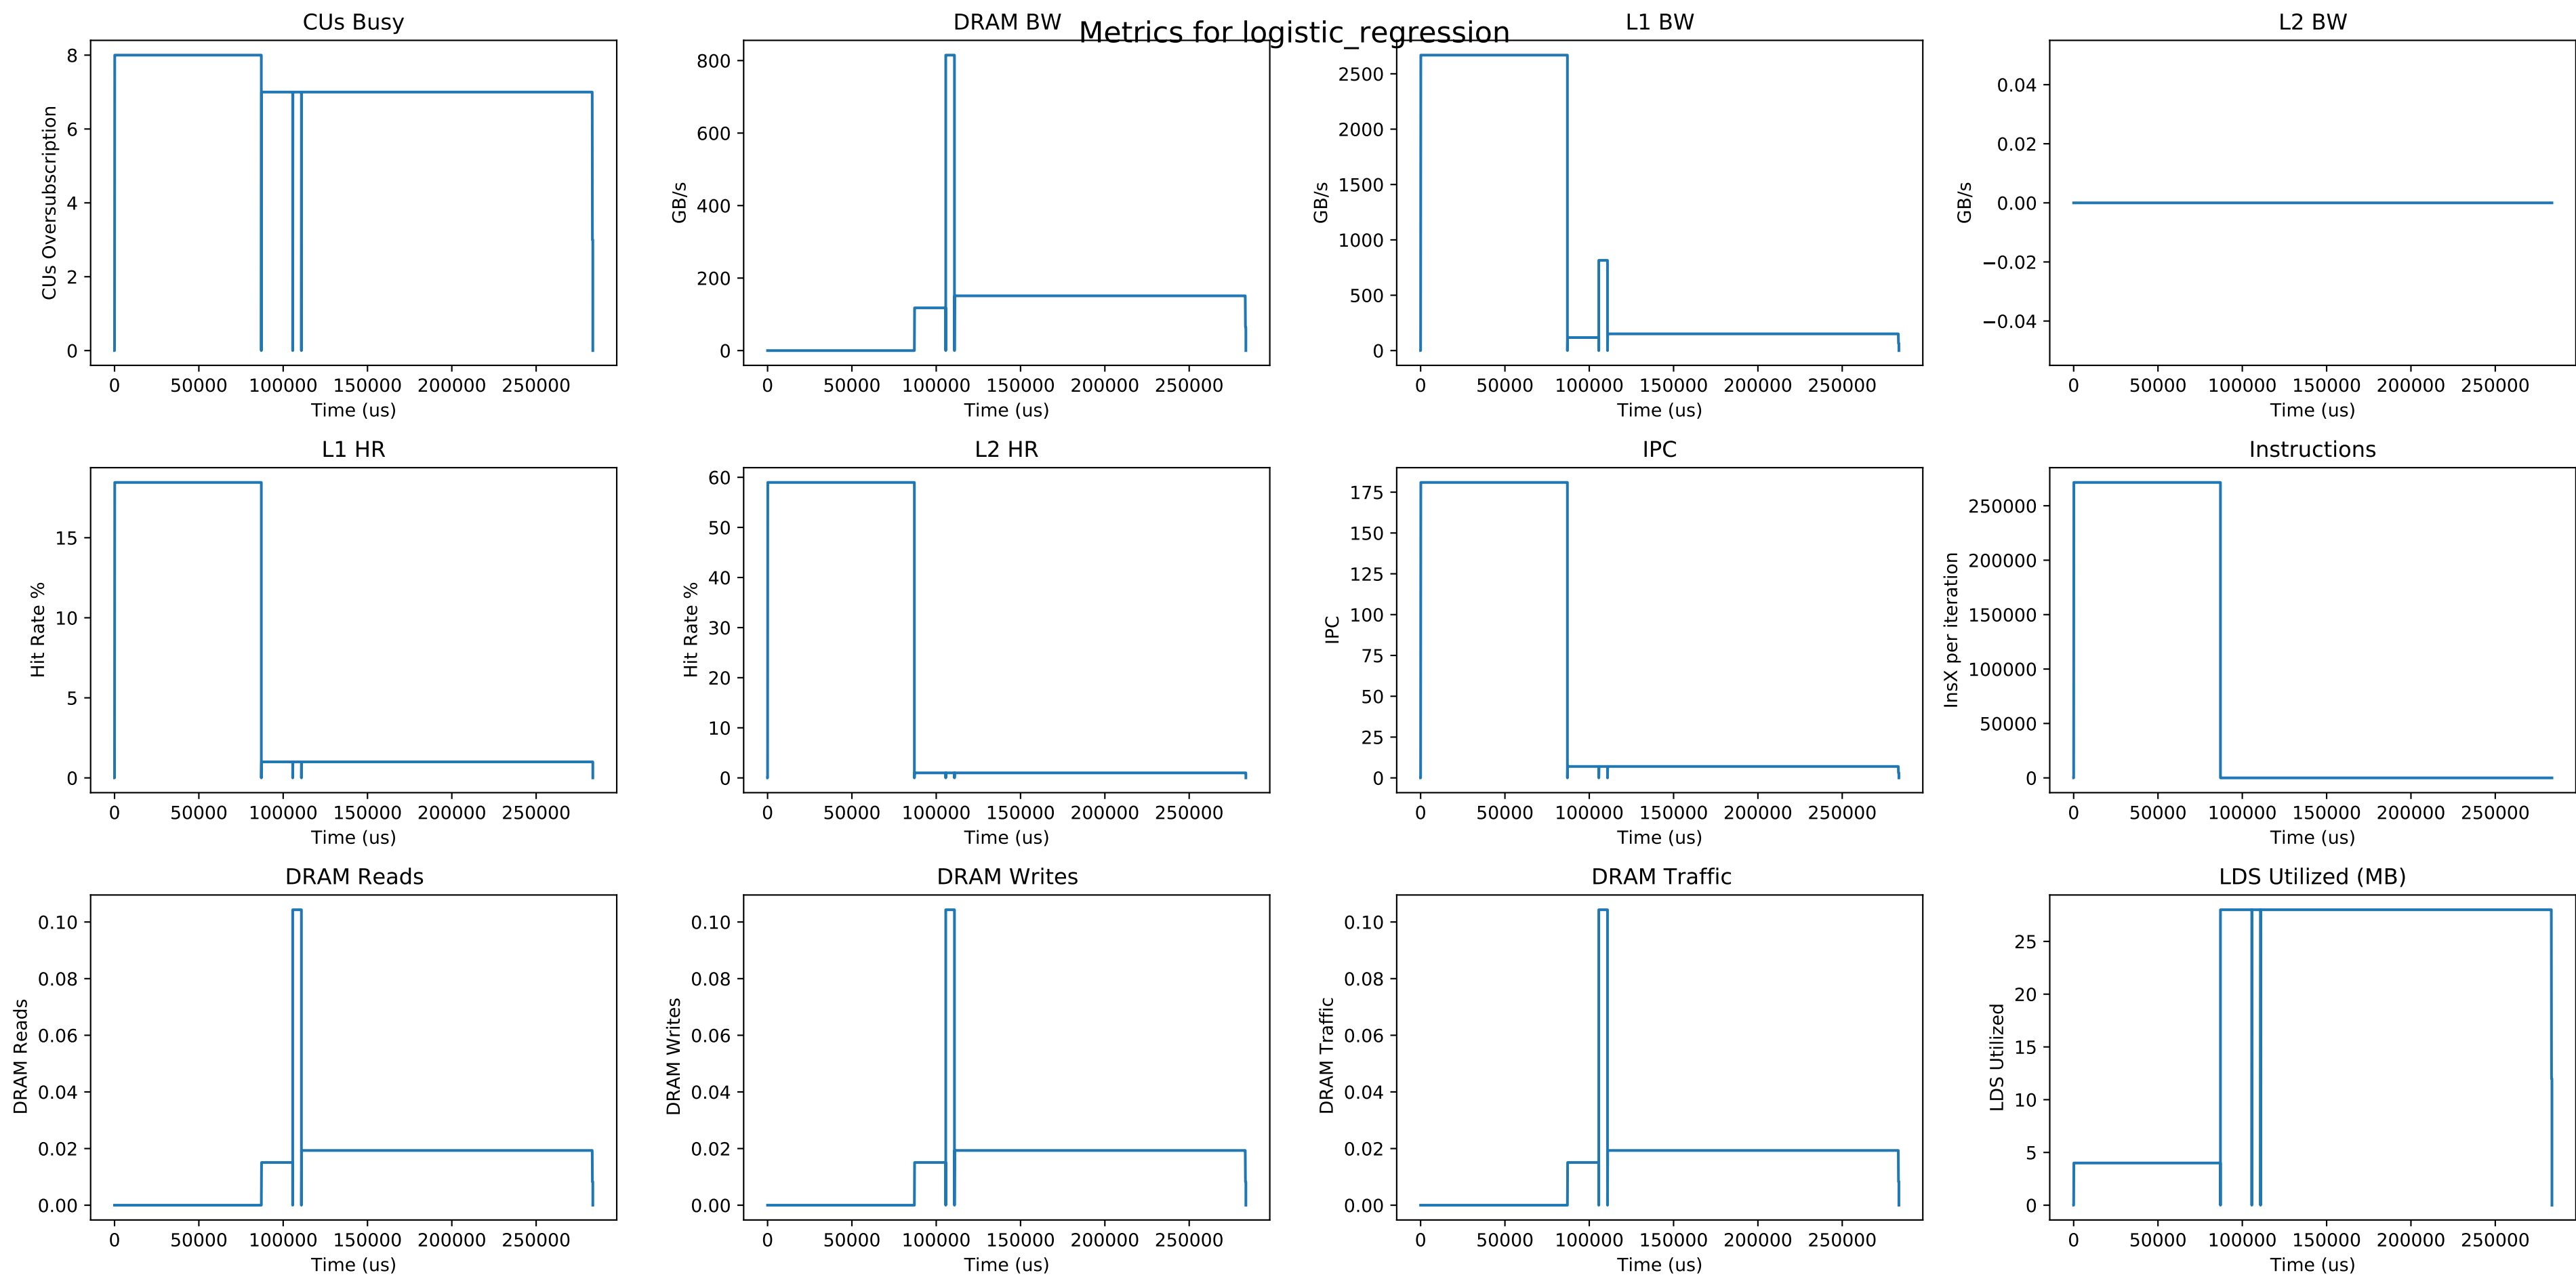 Metrics for logistic_regression
CUs Busy
CUs Oversubscription
8
6
4
2
0
0 50000 100000 150000 200000 250000
Time (us)
DRAM BW
GB/s
800
600
400
200
0
0 50000 100000 150000 200000 250000
Time (us)
L1 BW
GB/s
2500
2000
1500
1000
500
0
0 50000 100000 150000 200000 250000
Time (us)
L2 BW
GB/s
0.04
0.02
0.00
−0.02
−0.04
0 50000 100000 150000 200000 250000
Time (us)
L1 HR
Hit Rate %
15
10
5
0
0 50000 100000 150000 200000 250000
Time (us)
L2 HR
Hit Rate %
60
50
40
30
20
10
0
0 50000 100000 150000 200000 250000
Time (us)
IPC
IPC
175
150
125
100
75
50
25
0
0 50000 100000 150000 200000 250000
Time (us)
Instructions
InsX per iteration
250000
200000
150000
100000
50000
0
0 50000 100000 150000 200000 250000
Time (us)
DRAM Reads
DRAM Reads
0.10
0.08
0.06
0.04
0.02
0.00
0 50000 100000 150000 200000 250000
Time (us)
DRAM Writes
DRAM Writes
0.10
0.08
0.06
0.04
0.02
0.00
0 50000 100000 150000 200000 250000
Time (us)
DRAM Traffic
DRAM Traffic
0.10
0.08
0.06
0.04
0.02
0.00
0 50000 100000 150000 200000 250000
Time (us)
LDS Utilized (MB)
LDS Utilized
25
20
15
10
5
0
0 50000 100000 150000 200000 250000
Time (us)